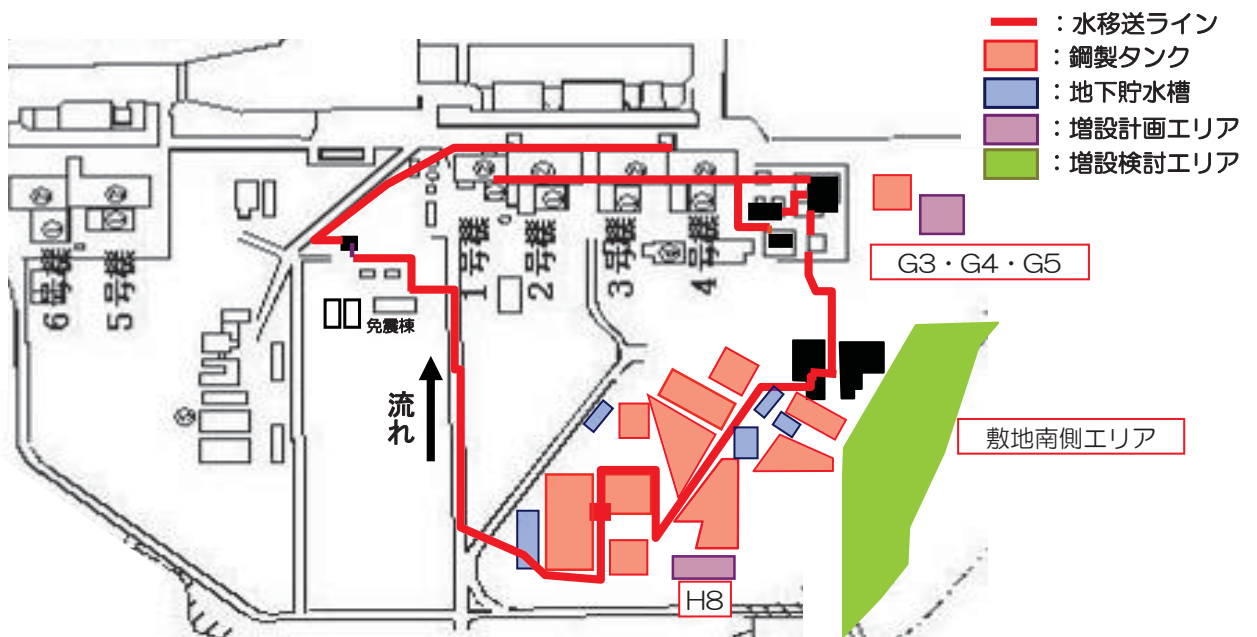 ：水移送ライン
：鋼製タンク
：地下貯水槽
：増設計画エリア
：増設検討エリア
G3・G4・G5
6号機
5号機
1号機
2号機
3号機
4号機
免震棟
流れ
敷地南側エリア
H8